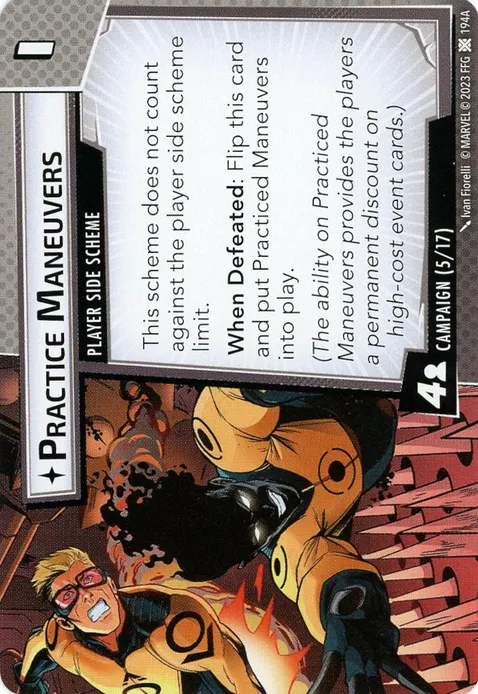 ✦PRACTICE MANEUVERS
PLAYER SIDE SCHEME
This scheme does not count
against the player side scheme
limit.
When Defeated: Flip this card
and put Practiced Maneuvers
into play.
(The ability on Practiced
Maneuvers provides the players
a permanent discount on
high-cost event cards.)
4
CAMPAIGN (5/17)
Ivan Fiorelli © MARVEL © 2023 FFG 194A